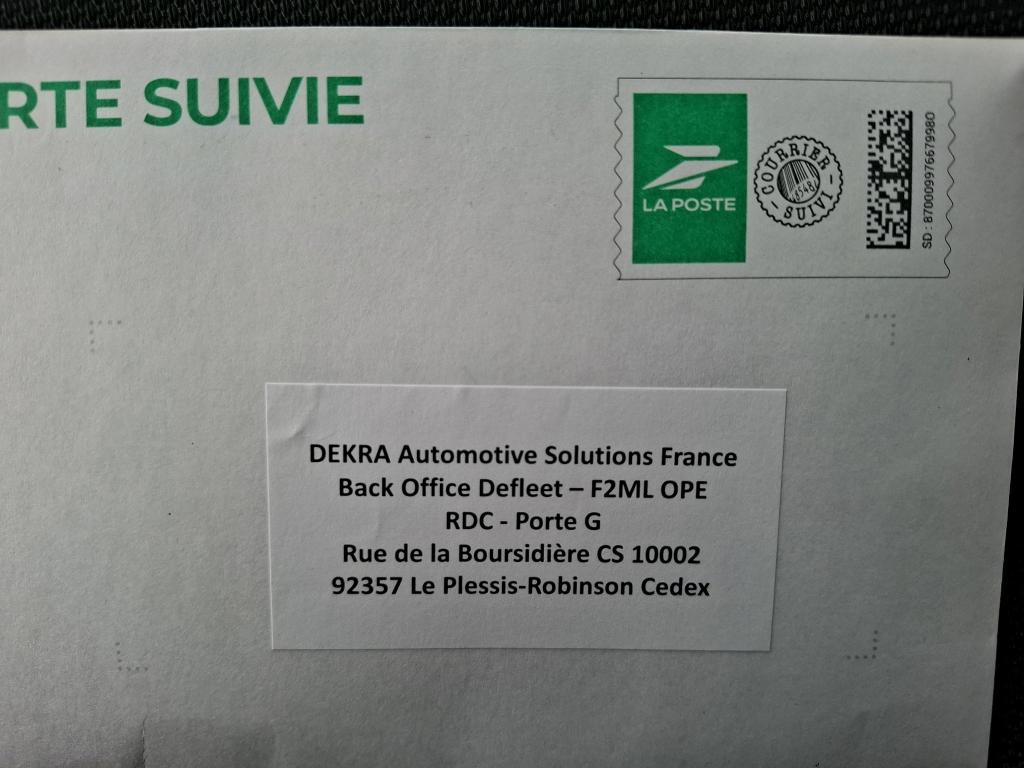 RTE SUIVIE
LA POSTE
COURRIER
SUIVI
SD : 87000997667998D
DEKRA Automotive Solutions France
Back Office Defleet – F2ML OPE
RDC - Porte G
Rue de la Boursidière CS 10002
92357 Le Plessis-Robinson Cedex